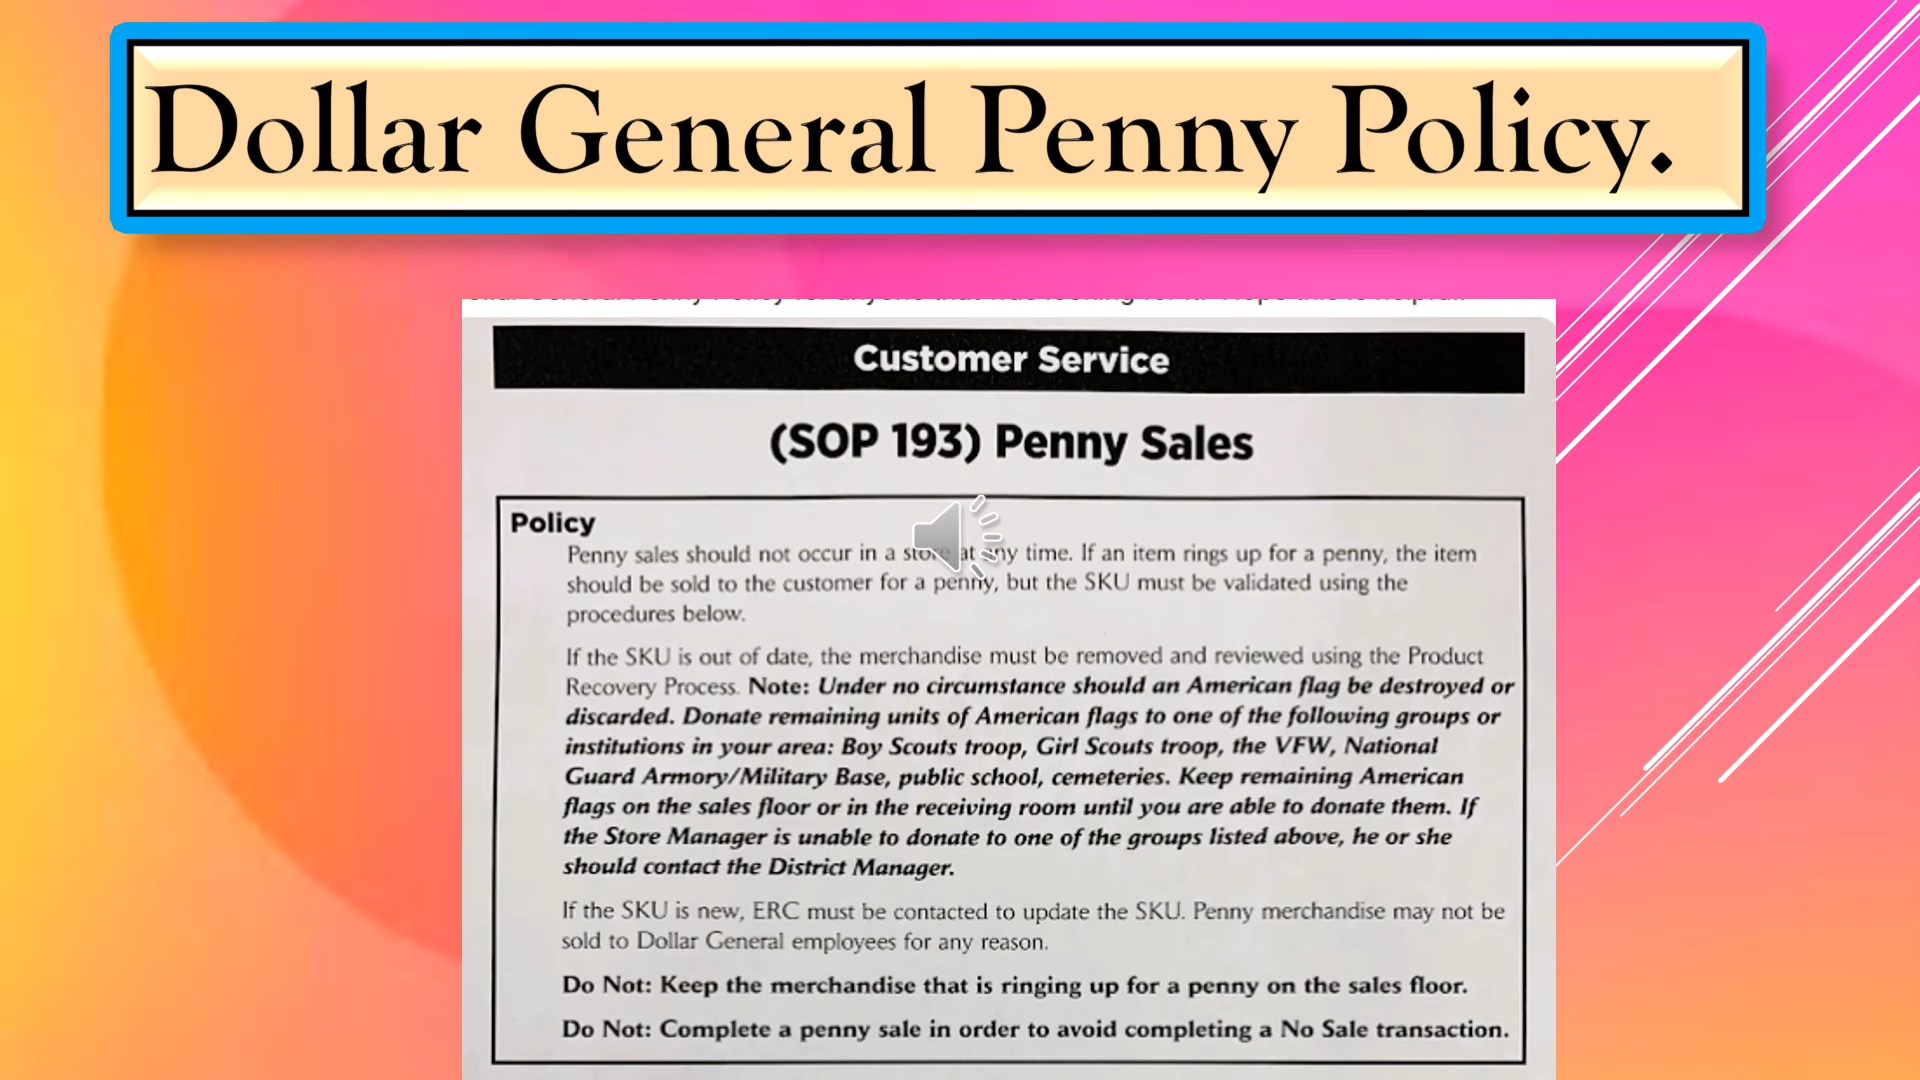 Dollar General Penny Policy.
Customer Service
(SOP 193) Penny Sales
Policy
Penny sales should not occur in a store at any time. If an item rings up for a penny, the item
should be sold to the customer for a penny, but the SKU must be validated using the
procedures below.
If the SKU is out of date, the merchandise must be removed and reviewed using the Product
Recovery Process. Note: Under no circumstance should an American flag be destroyed or
discarded. Donate remaining units of American flags to one of the following groups or
institutions in your area: Boy Scouts troop, Girl Scouts troop, the VFW, National
Guard Armory/Military Base, public school, cemeteries. Keep remaining American
flags on the sales floor or in the receiving room until you are able to donate them. If
the Store Manager is unable to donate to one of the groups listed above, he or she
should contact the District Manager.
If the SKU is new, ERC must be contacted to update the SKU. Penny merchandise may not be
sold to Dollar General employees for any reason.
Do Not: Keep the merchandise that is ringing up for a penny on the sales floor.
Do Not: Complete a penny sale in order to avoid completing a No Sale transaction.